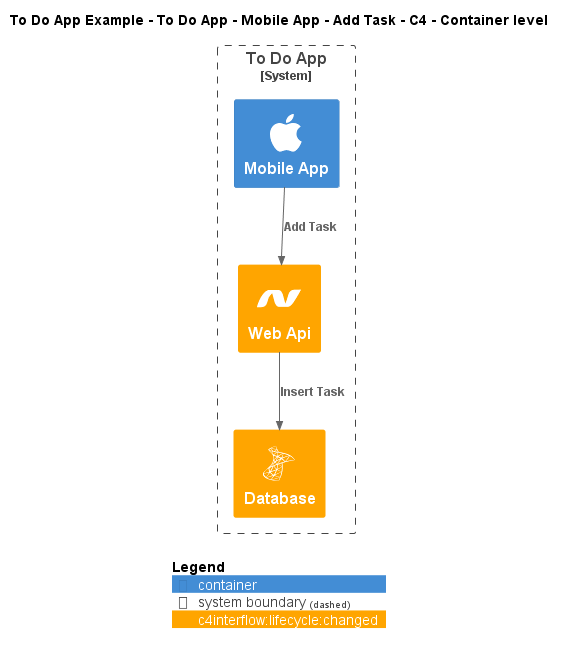 To Do App Example - To Do App - Mobile App - Add Task - C4 - Container level
To Do App
[System]
Mobile App
Add Task
Web Api
Insert Task
Database
Legend
container
system boundary (dashed)
c4interflow:lifecycle:changed